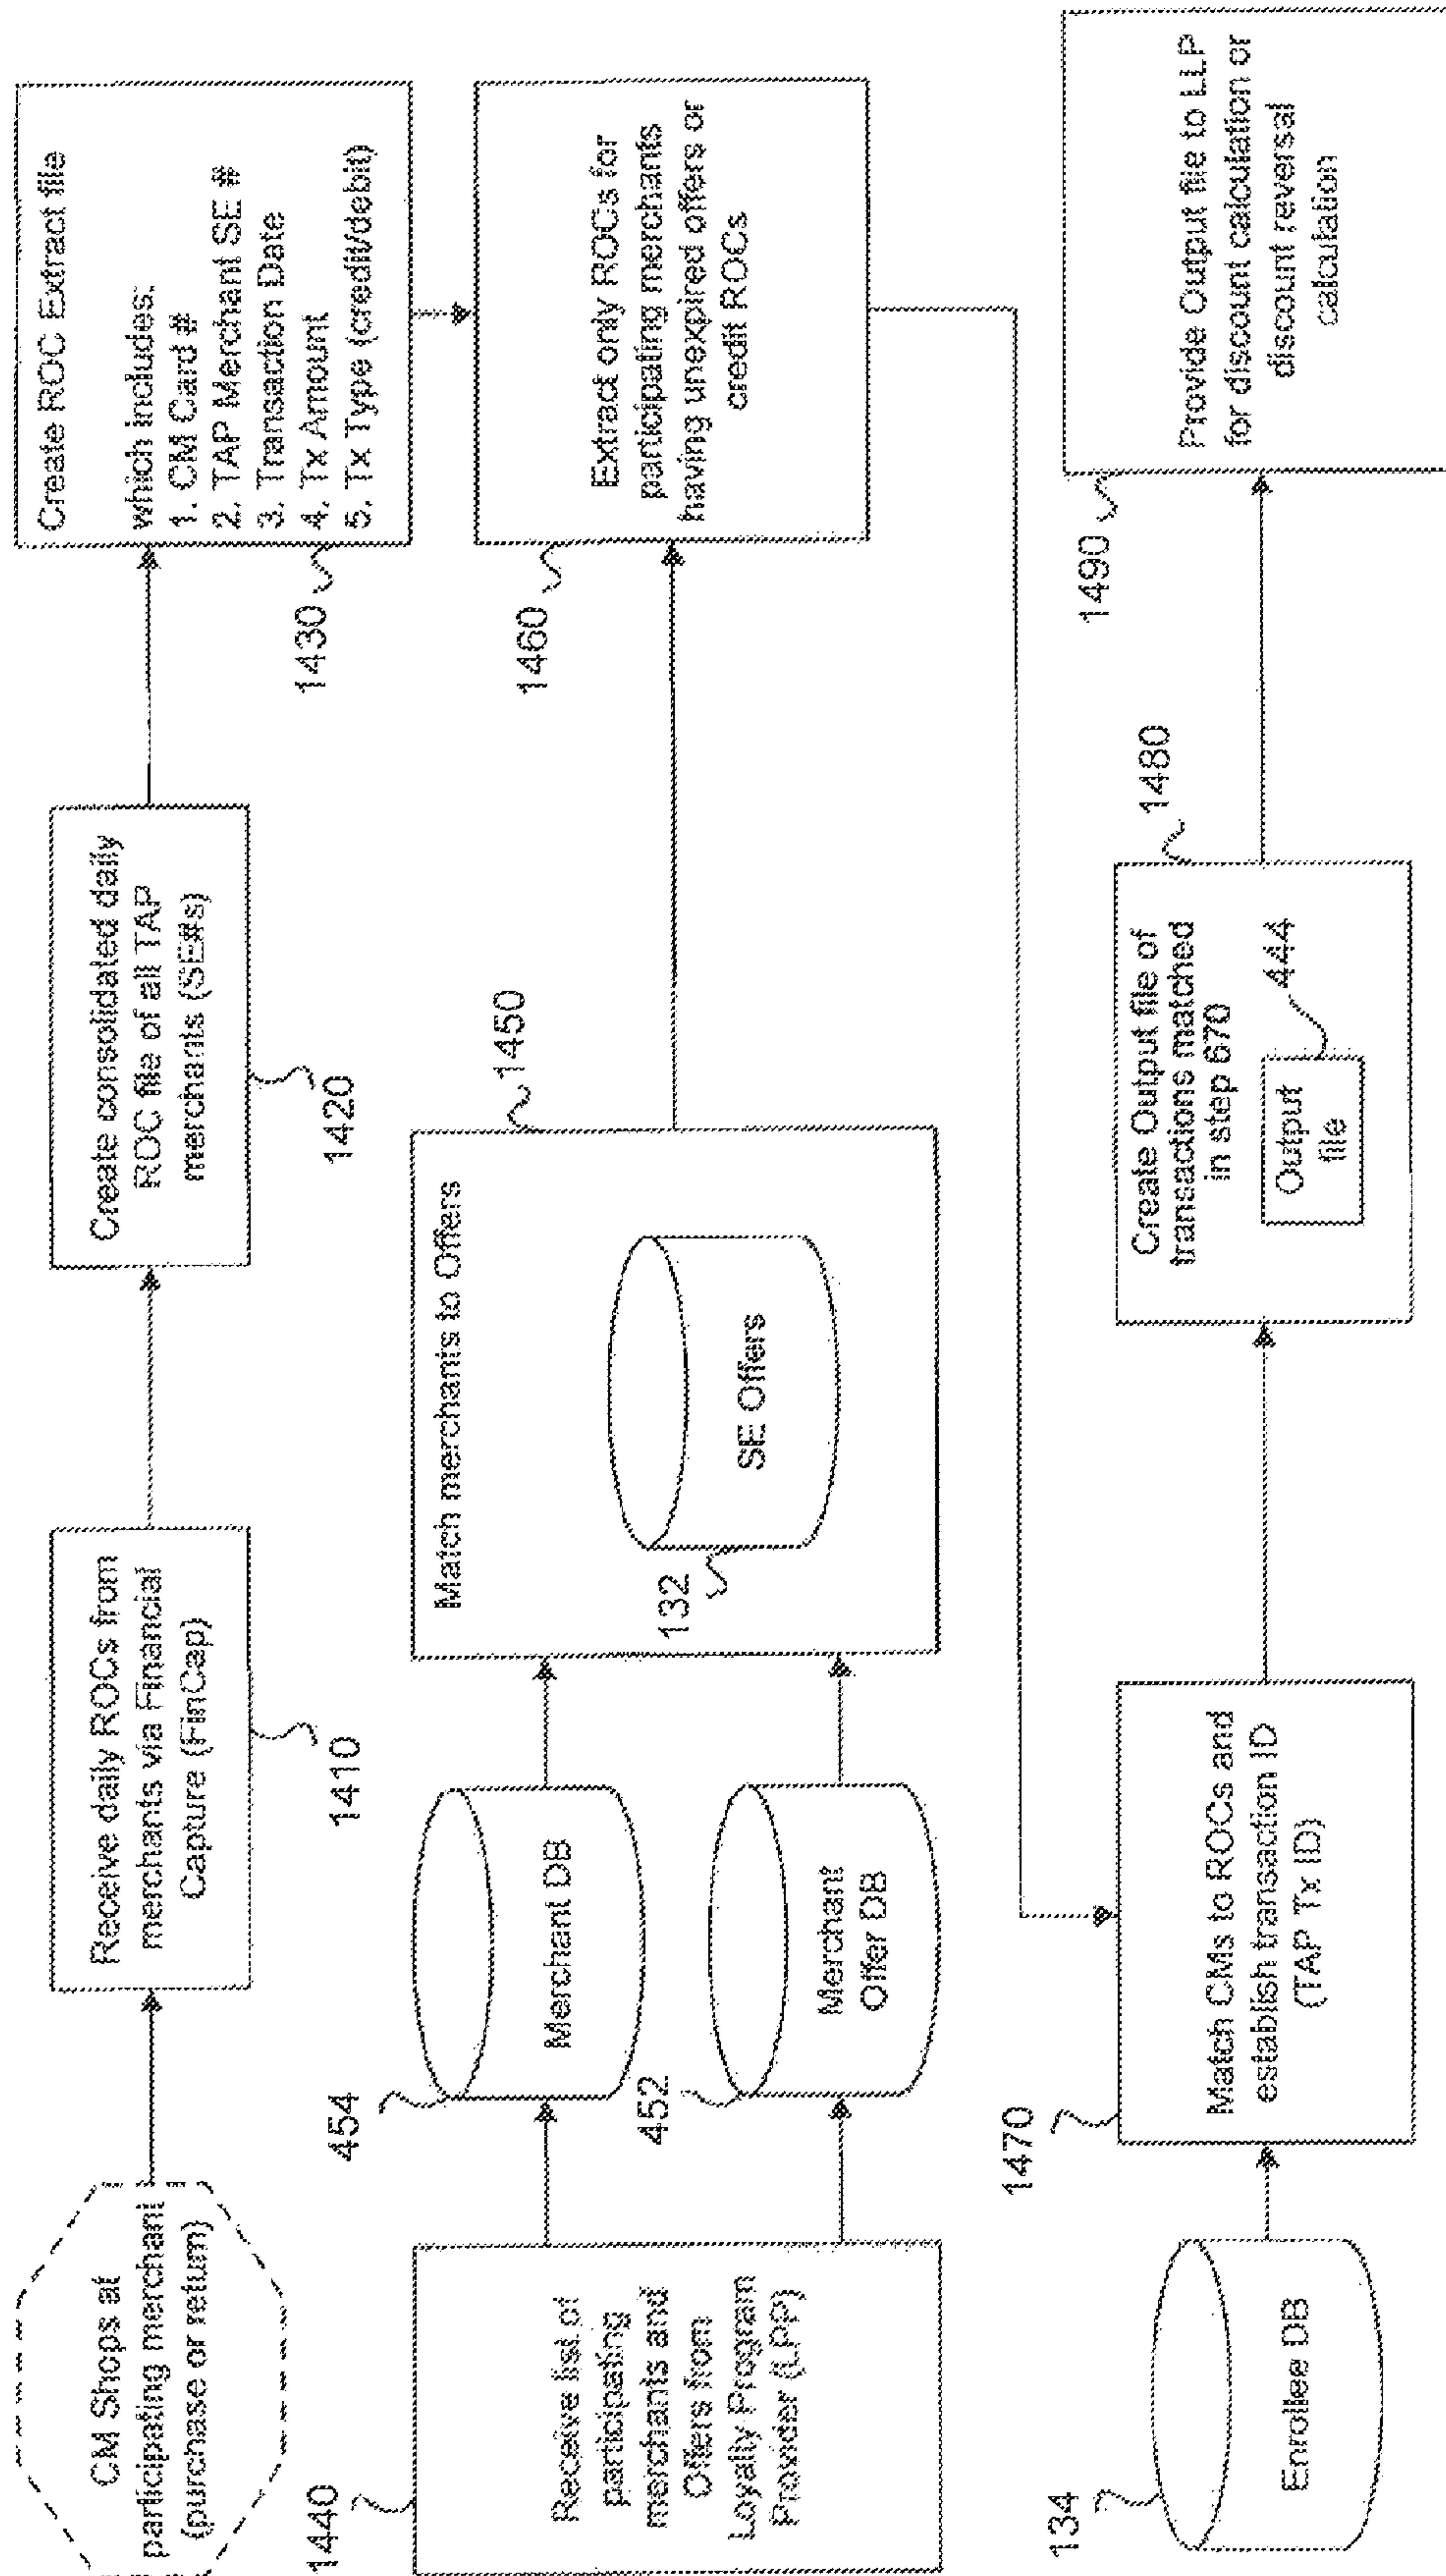 CM Shops at
participating merchant
(purchase or return)
Receive daily ROCs from
merchants via Financial
Capture (FinCap)
1410
Create consolidated daily
ROC file of all TAP
merchants (SE#s)
1420
Create ROC Extract file
which includes:
1. CM Card #
2. TAP Merchant SE #
3. Transaction Date
4. Tx Amount
5. Tx Type (credit/debit)
1430
1440
Receive list of
participating
merchants and
Offers from
Loyally Program
Provider (LPP)
454
Merchant DB
452
Merchant
Offer DB
Match merchants to Offers
1450
132
SE Offers
1460
Extract only ROCs for
participating merchants
having unexpired offers or
credit ROCs
134
Enrollee DB
1470
Match CMs to ROCs and
establish transaction ID
(TAP Tx ID)
1480
Create Output file of
transactions matched
in step 670
444
Output
file
1490
Provide Output file to LLP
for discount calculation or
discount reversal
calculation